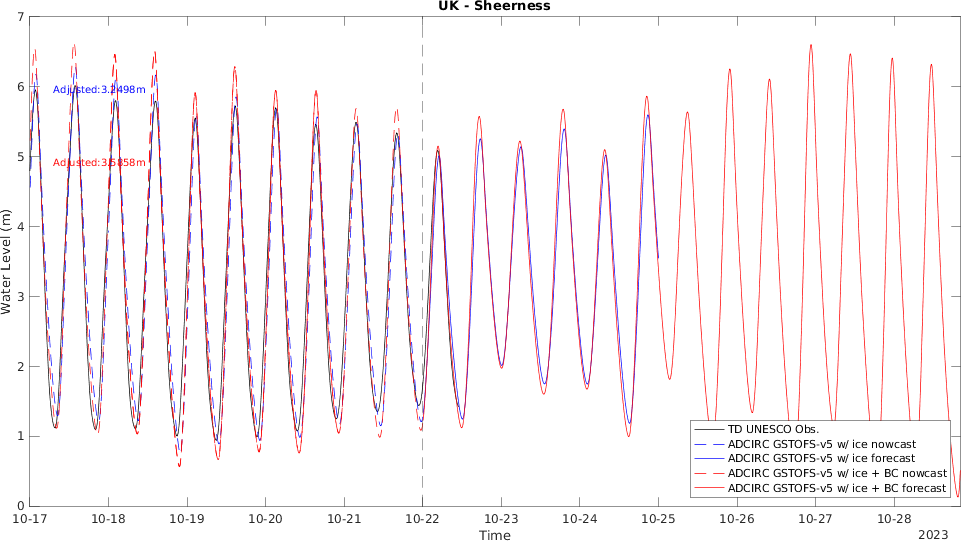 UK - Sheerness
7
6
5
4
3
2
1
0
Water Level (m)
Adjusted:3.2498m
Adjusted:3.5858m
TD UNESCO Obs.
ADCIRC GSTOFS-v5 w/ ice nowcast
ADCIRC GSTOFS-v5 w/ ice forecast
ADCIRC GSTOFS-v5 w/ ice + BC nowcast
ADCIRC GSTOFS-v5 w/ ice + BC forecast
10-17 10-18 10-19 10-20 10-21 10-22 10-23 10-24 10-25 10-26 10-27 10-28
Time
2023